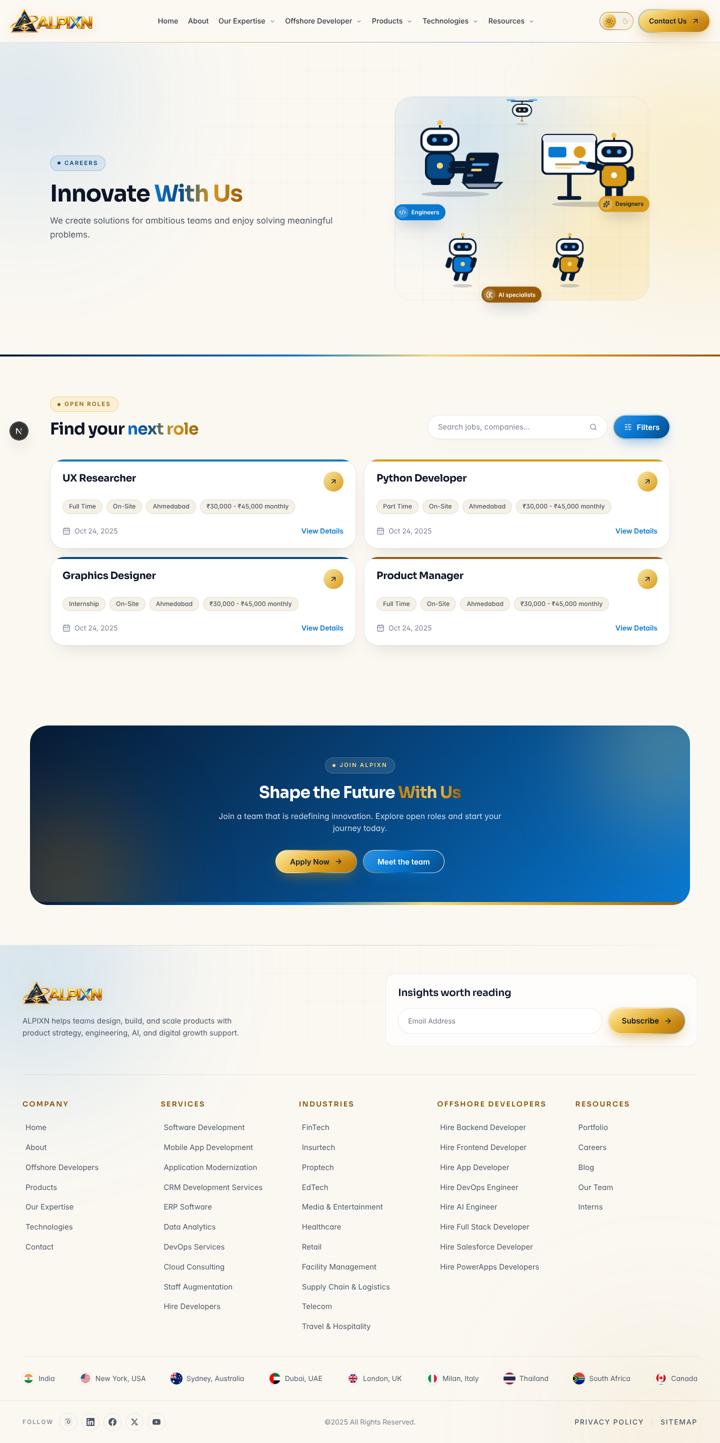 ALPIXN
Home About Our Expertise Offshore Developer Products Technologies Resources
Contact Us
CAREERS
Innovate With Us
We create solutions for ambitious teams and enjoy solving meaningful
problems.
Engineers
Designers
AI specialists
OPEN ROLES
Find your next role
Search jobs, companies...
Filters
N
UX Researcher
Full Time On-Site Ahmedabad ₹30,000 - ₹45,000 monthly
Oct 24, 2025 View Details
Python Developer
Part Time On-Site Ahmedabad ₹30,000 - ₹45,000 monthly
Oct 24, 2025 View Details
Graphics Designer
Internship On-Site Ahmedabad ₹30,000 - ₹45,000 monthly
Oct 24, 2025 View Details
Product Manager
Full Time On-Site Ahmedabad ₹30,000 - ₹45,000 monthly
Oct 24, 2025 View Details
JOIN ALPIXN
Shape the Future With Us
Join a team that is redefining innovation. Explore open roles and start your
journey today.
Apply Now
Meet the team
ALPIXN
ALPIXN helps teams design, build, and scale products with
product strategy, engineering, AI, and digital growth support.
Insights worth reading
Email Address
Subscribe
COMPANY
Home
About
Offshore Developers
Products
Our Expertise
Technologies
Contact
SERVICES
Software Development
Mobile App Development
Application Modernization
CRM Development Services
ERP Software
Data Analytics
DevOps Services
Cloud Consulting
Staff Augmentation
Hire Developers
INDUSTRIES
FinTech
Insurtech
Proptech
EdTech
Media & Entertainment
Healthcare
Retail
Facility Management
Supply Chain & Logistics
Telecom
Travel & Hospitality
OFFSHORE DEVELOPERS
Hire Backend Developer
Hire Frontend Developer
Hire App Developer
Hire DevOps Engineer
Hire AI Engineer
Hire Full Stack Developer
Hire Salesforce Developer
Hire PowerApps Developers
RESOURCES
Portfolio
Careers
Blog
Our Team
Interns
India New York, USA Sydney, Australia Dubai, UAE London, UK Milan, Italy Thailand South Africa Canada
FOLLOW
©2025 All Rights Reserved.
PRIVACY POLICY SITEMAP